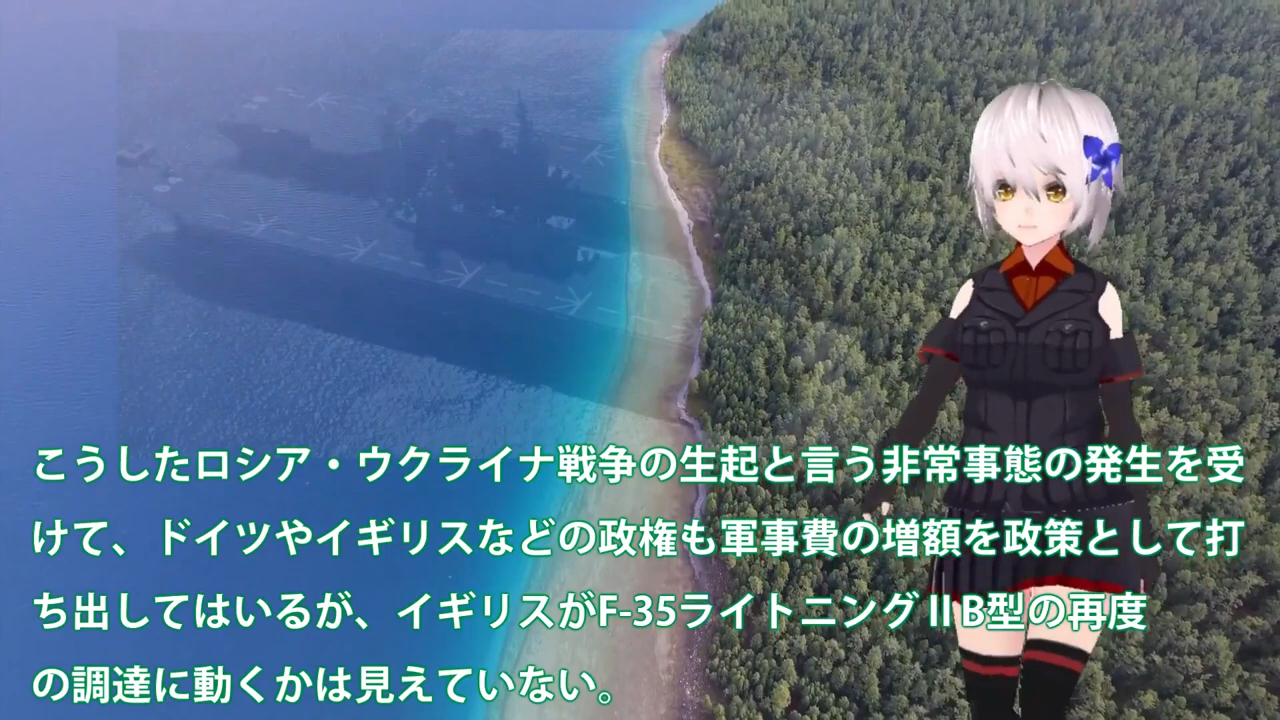 こうしたロシア・ウクライナ戦争の生起と言う非常事態の発生を受
けて、ドイツやイギリスなどの政権も軍事費の増額を政策として打
ち出してはいるが、イギリスがF-35ライトニングⅡB型の再度
の調達に動くかは見えていない。